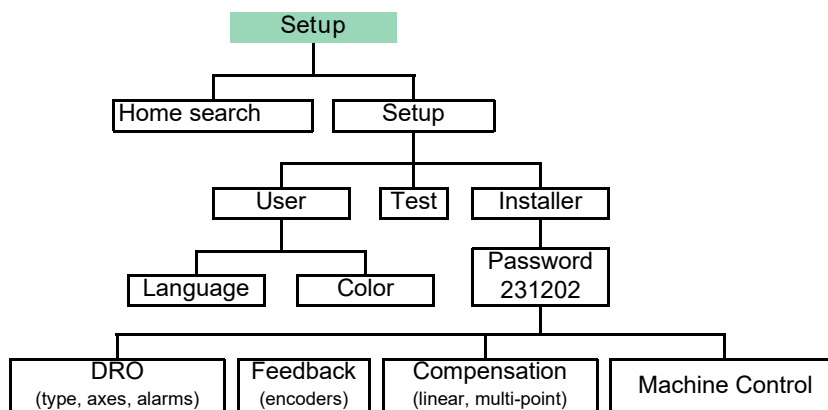 Setup
Home search
Setup
User
Test
Installer
Language
Color
Password
231202
DRO
(type, axes, alarms)
Feedback
(encoders)
Compensation
(linear, multi-point)
Machine Control